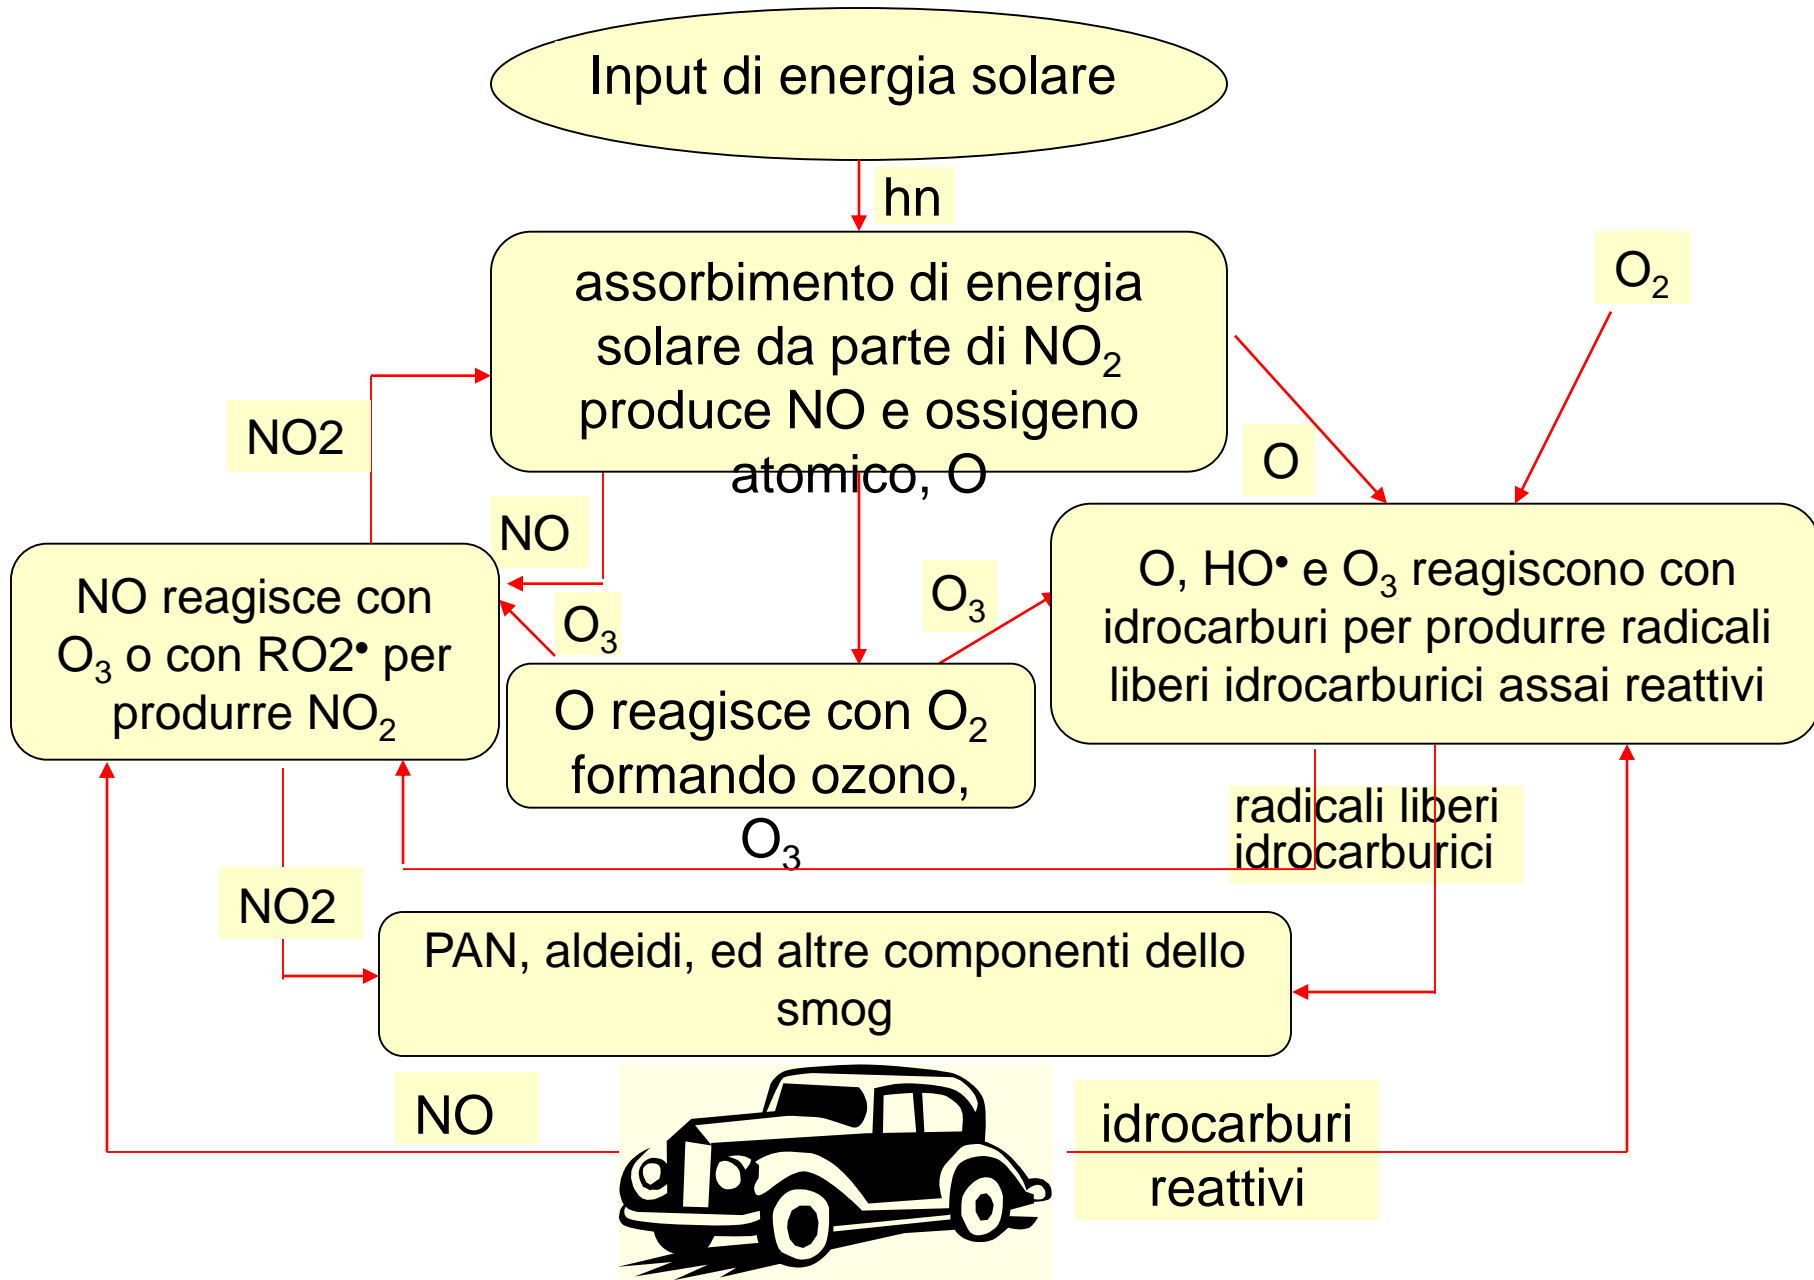 Input di energia solare
hn
assorbimento di energia
solare da parte di NO₂
produce NO e ossigeno
atomico, O
O₂
NO2
O
NO
O₃
O₃
NO reagisce con
O₃ o con RO2• per
produrre NO₂
O reagisce con O₂
formando ozono,
O₃
O, HO• e O₃ reagiscono con
idrocarburi per produrre radicali
liberi idrocarburici assai reattivi
radicali liberi
idrocarburici
NO2
PAN, aldeidi, ed altre componenti dello
smog
NO
idrocarburi
reattivi